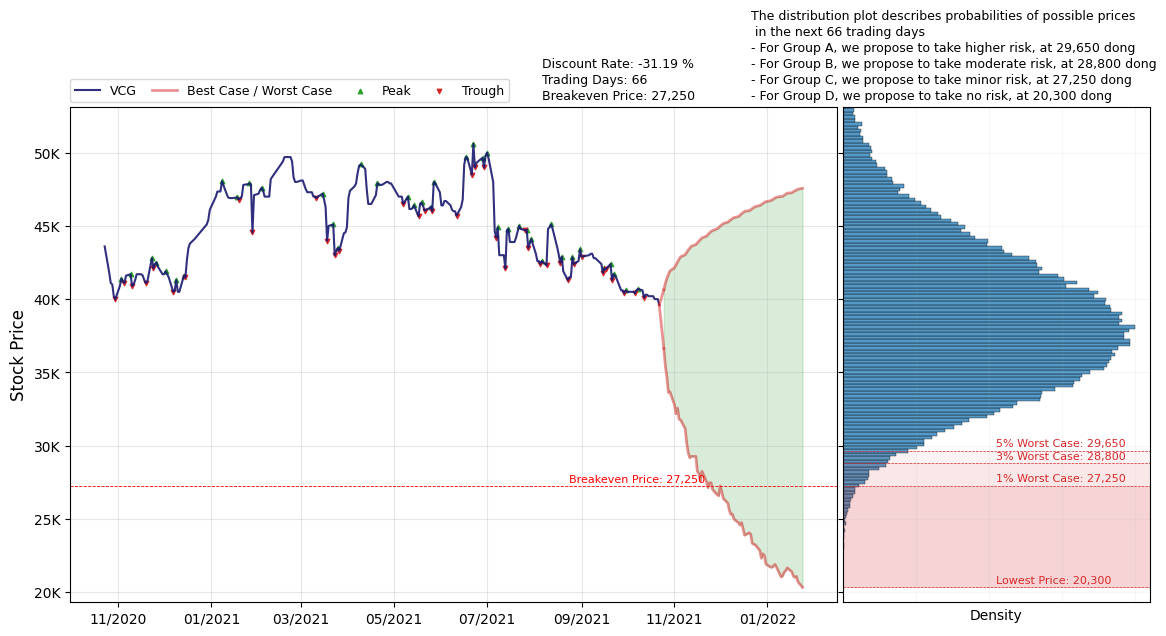 The distribution plot describes probabilities of possible prices
in the next 66 trading days
- For Group A, we propose to take higher risk, at 29,650 dong
- For Group B, we propose to take moderate risk, at 28,800 dong
- For Group C, we propose to take minor risk, at 27,250 dong
- For Group D, we propose to take no risk, at 20,300 dong
Discount Rate: -31.19 %
Trading Days: 66
Breakeven Price: 27,250
VCG
Best Case / Worst Case
Peak
Trough
Stock Price
50K
45K
40K
35K
30K
25K
20K
Breakeven Price: 27,250
11/2020
01/2021
03/2021
05/2021
07/2021
09/2021
11/2021
01/2022
5% Worst Case: 29,650
3% Worst Case: 28,800
1% Worst Case: 27,250
Lowest Price: 20,300
Density